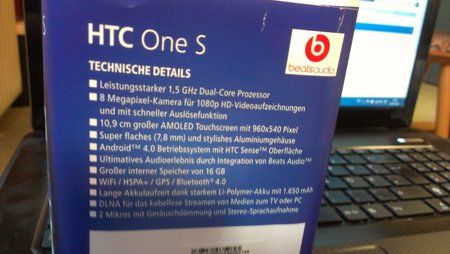 HTC One S
beatsaudio
TECHNISCHE DETAILS
Leistungsstarker 1,5 GHz Dual-Core Prozessor
8 Megapixel-Kamera für 1080p HD-Videoaufzeichnungen
und mit schneller Auslösefunktion
10,9 cm großer AMOLED Touchscreen mit 960x540 Pixel
Super flaches (7,8 mm) und stylishes Aluminiumgehäuse
Android™ 4.0 Betriebssystem mit HTC Sense™ Oberfläche
Ultimatives Audioerlebnis durch Integration von Beats Audio™
Großer interner Speicher von 16 GB
WiFi / HSPA+ / GPS / Bluetooth® 4.0
Lange Akkulaufzeit dank starkem Li-Polymer-Akku mit 1.650 mAh
DLNA für das kabellose Streamen von Medien zum TV oder PC
2 Mikros mit Geräuschdämmung und Stereo-Sprachaufnahme